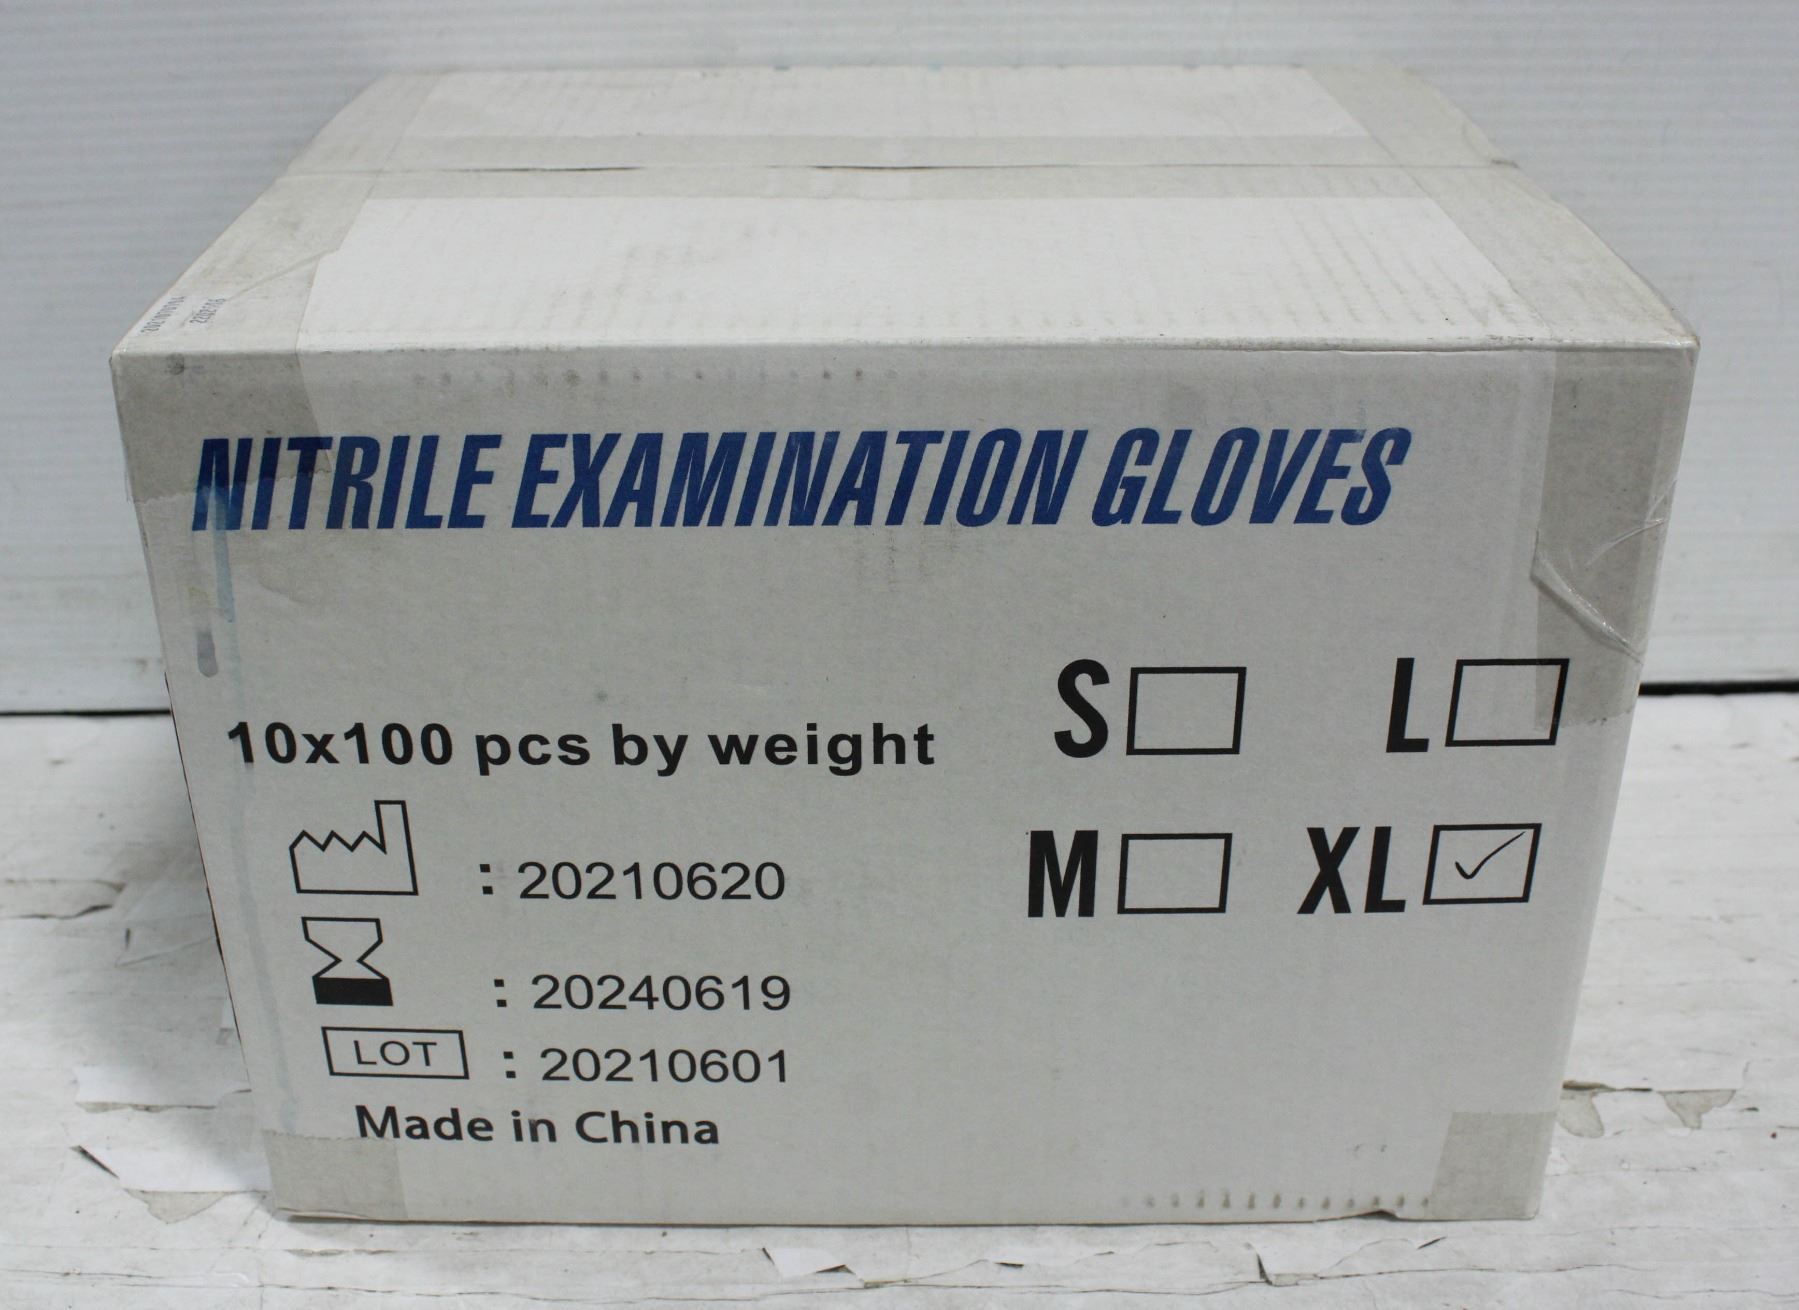 NITRILE EXAMINATION GLOVES
10x100 pcs by weight
S L
M XL
: 20210620
: 20240619
LOT : 20210601
Made in China